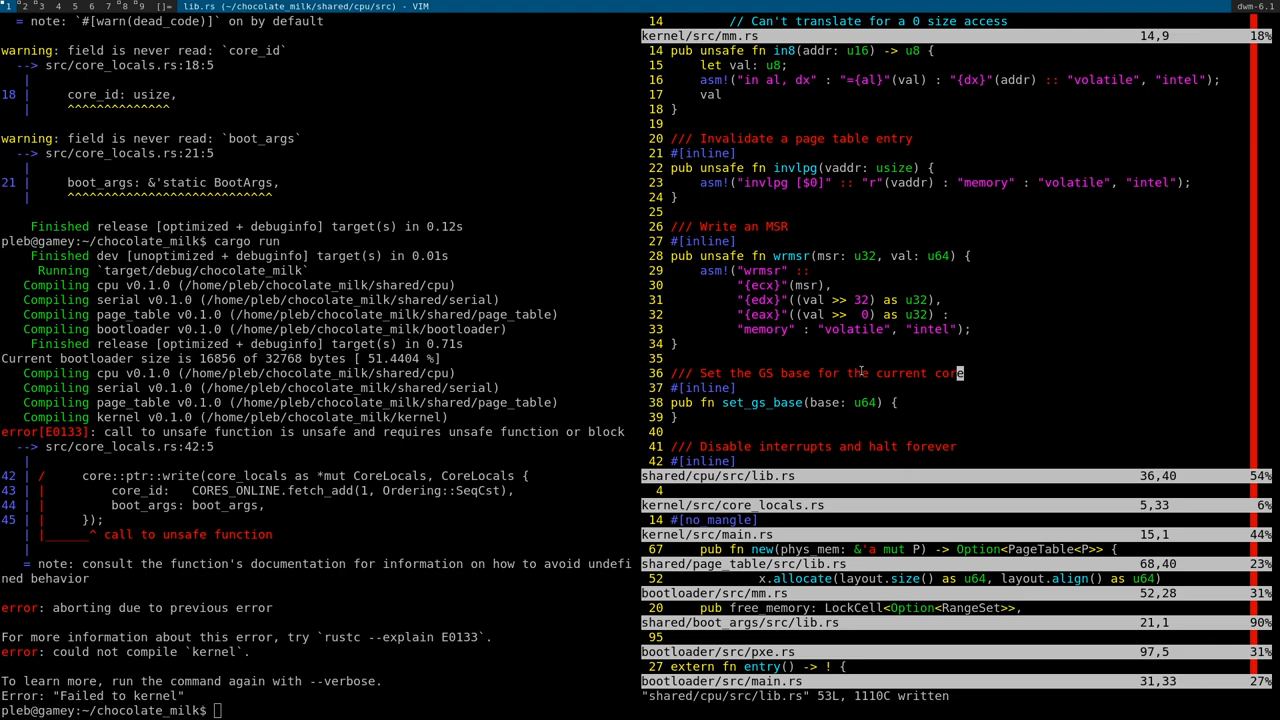 1 2 3 4 5 6 7 8 9 []= lib.rs (~/chocolate_milk/shared/cpu/src) - VIM dwm-6.1
= note: `#[warn(dead_code)]` on by default
warning: field is never read: `core_id`
--> src/core_locals.rs:18:5
|
18 | core_id: usize,
| ^^^^^^^^^^^^^^
warning: field is never read: `boot_args`
--> src/core_locals.rs:21:5
|
21 | boot_args: &'static BootArgs,
| ^^^^^^^^^^^^^^^^^^^^^^^^^^^^
Finished release [optimized + debuginfo] target(s) in 0.12s
pleb@gamey:~/chocolate_milk$ cargo run
Finished dev [unoptimized + debuginfo] target(s) in 0.01s
Running `target/debug/chocolate_milk`
Compiling cpu v0.1.0 (/home/pleb/chocolate_milk/shared/cpu)
Compiling serial v0.1.0 (/home/pleb/chocolate_milk/shared/serial)
Compiling page_table v0.1.0 (/home/pleb/chocolate_milk/shared/page_table)
Compiling bootloader v0.1.0 (/home/pleb/chocolate_milk/bootloader)
Finished release [optimized + debuginfo] target(s) in 0.71s
Current bootloader size is 16856 of 32768 bytes [ 51.4404 %]
Compiling cpu v0.1.0 (/home/pleb/chocolate_milk/shared/cpu)
Compiling serial v0.1.0 (/home/pleb/chocolate_milk/shared/serial)
Compiling page_table v0.1.0 (/home/pleb/chocolate_milk/shared/page_table)
Compiling kernel v0.1.0 (/home/pleb/chocolate_milk/kernel)
error[E0133]: call to unsafe function is unsafe and requires unsafe function or block
--> src/core_locals.rs:42:5
|
42 | / core::ptr::write(core_locals as *mut CoreLocals, CoreLocals {
43 | | core_id: CORES_ONLINE.fetch_add(1, Ordering::SeqCst),
44 | | boot_args: boot_args,
45 | | });
| |______^ call to unsafe function
|
= note: consult the function's documentation for information on how to avoid undefi
ned behavior
error: aborting due to previous error
For more information about this error, try `rustc --explain E0133`.
error: could not compile `kernel`.
To learn more, run the command again with --verbose.
Error: "Failed to kernel"
pleb@gamey:~/chocolate_milk$
14 // Can't translate for a 0 size access
kernel/src/mm.rs 14,9 18%
14 pub unsafe fn in8(addr: u16) -> u8 {
15 let val: u8;
16 asm!("in al, dx" : "={al}"(val) : "{dx}"(addr) :: "volatile", "intel");
17 val
18 }
19
20 /// Invalidate a page table entry
21 #[inline]
22 pub unsafe fn invlpg(vaddr: usize) {
23 asm!("invlpg [$0]" :: "r"(vaddr) : "memory" : "volatile", "intel");
24 }
25
26 /// Write an MSR
27 #[inline]
28 pub unsafe fn wrmsr(msr: u32, val: u64) {
29 asm!("wrmsr" ::
30 "{ecx}"(msr),
31 "{edx}"((val >> 32) as u32),
32 "{eax}"((val >> 0) as u32) :
33 "memory" : "volatile", "intel");
34 }
35
36 /// Set the GS base for the current core
37 #[inline]
38 pub fn set_gs_base(base: u64) {
39 }
40
41 /// Disable interrupts and halt forever
42 #[inline]
shared/cpu/src/lib.rs 36,40 54%
4
kernel/src/core_locals.rs 5,33 6%
14 #[no_mangle]
kernel/src/main.rs 15,1 44%
67 pub fn new(phys_mem: &'a mut P) -> Option<PageTable<P>> {
shared/page_table/src/lib.rs 68,40 23%
52 x.allocate(layout.size() as u64, layout.align() as u64)
bootloader/src/mm.rs 52,28 31%
20 pub free_memory: LockCell<Option<RangeSet>>,
shared/boot_args/src/lib.rs 21,1 90%
95
bootloader/src/pxe.rs 97,5 31%
27 extern fn entry() -> ! {
bootloader/src/main.rs 31,33 27%
"shared/cpu/src/lib.rs" 53L, 1110C written